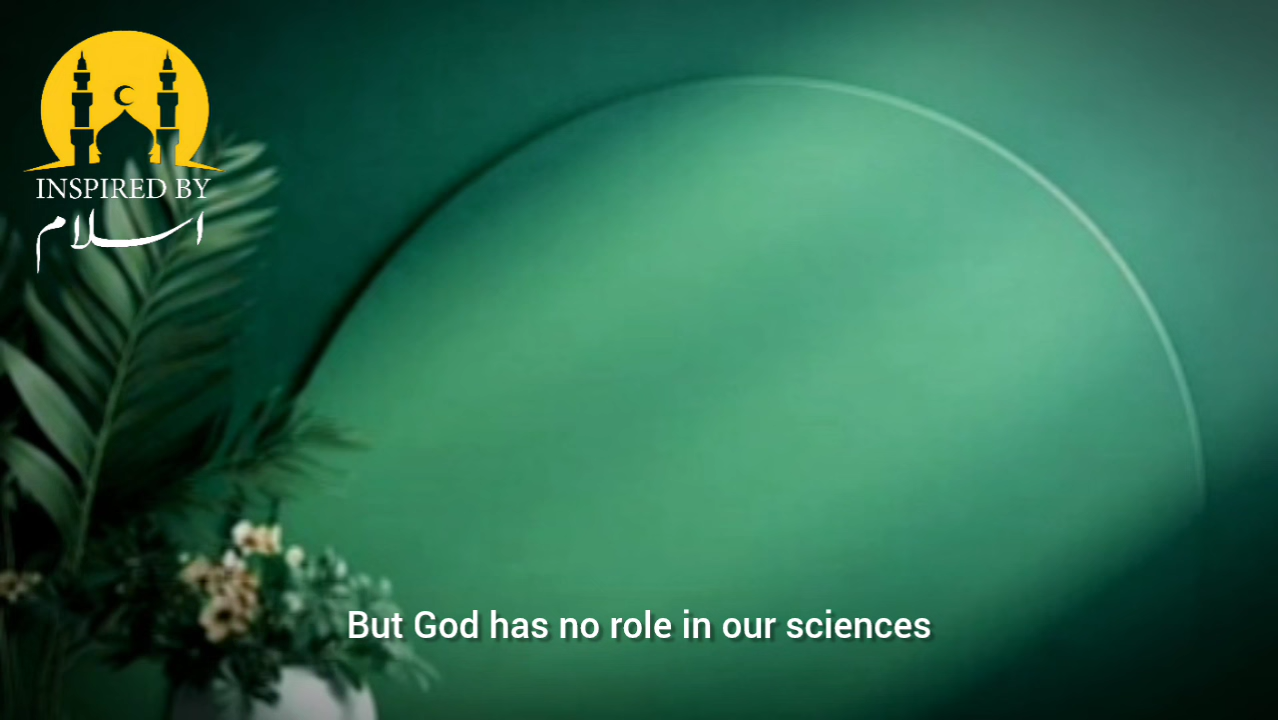 INSPIRED BY
اسلام
But God has no role in our sciences